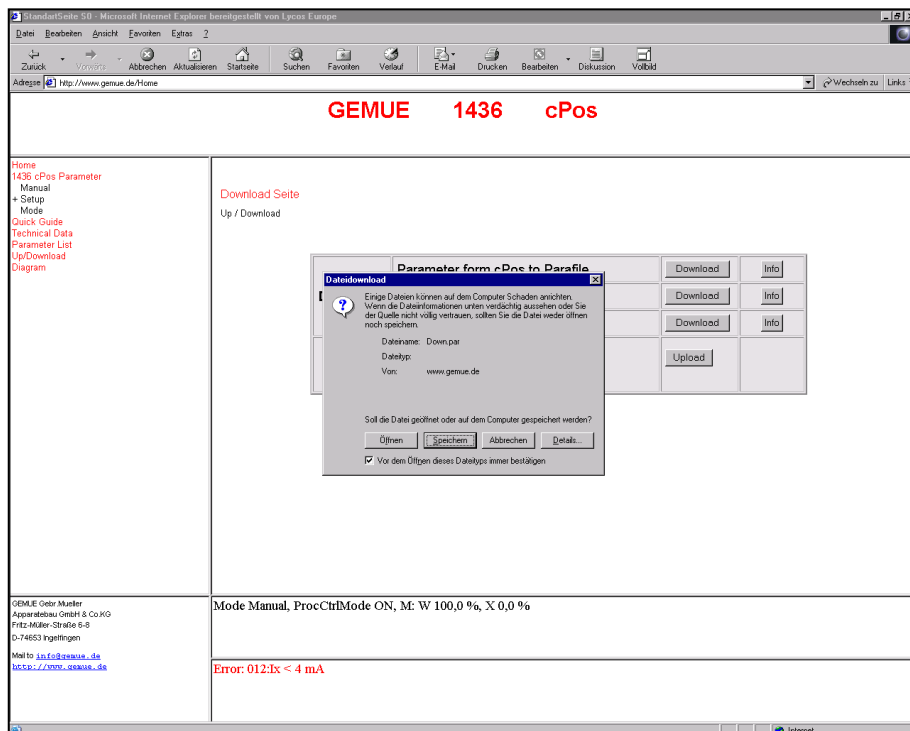 StandartSeite S0 - Microsoft Internet Explorer bereitgestellt von Lycos Europe
Datei Bearbeiten Ansicht Favoriten Extras ?
Zurück Vorwärts Abbrechen Aktualisieren Startseite Suchen Favoriten Verlauf E-Mail Drucken Bearbeiten Diskussion Vollbild
Adresse http://www.gemue.de/Home Wechseln zu Links
GEMUE 1436 cPos
Home
1436 cPos Parameter
Manual
+ Setup
Mode
Quick Guide
Technical Data
Parameter List
Up/Download
Diagram
Download Seite
Up / Download
Parameter form cPos to Parafile
Download Info
Download Info
Download Info
Upload
Dateidownload
Einige Dateien können auf dem Computer Schaden anrichten.
Wenn die Dateiinformationen unten verdächtig aussehen oder Sie
der Quelle nicht völlig vertrauen, sollten Sie die Datei weder öffnen
noch speichern.
Dateiname: Down.par
Dateityp:
Von: www.gemue.de
Soll die Datei geöffnet oder auf dem Computer gespeichert werden?
Öffnen Speichern Abbrechen Details...
Vor dem Öffnen dieses Dateityps immer bestätigen
GEMUE Gebr.Mueller
Apparatebau GmbH & Co.KG
Fritz-Müller-Straße 6-8
D-74653 Ingelfingen
Mail to info@gemue.de
http://www.gemue.de
Mode Manual, ProcCtrlMode ON, M: W 100,0 %, X 0,0 %
Error: 012:Ix < 4 mA
Internet